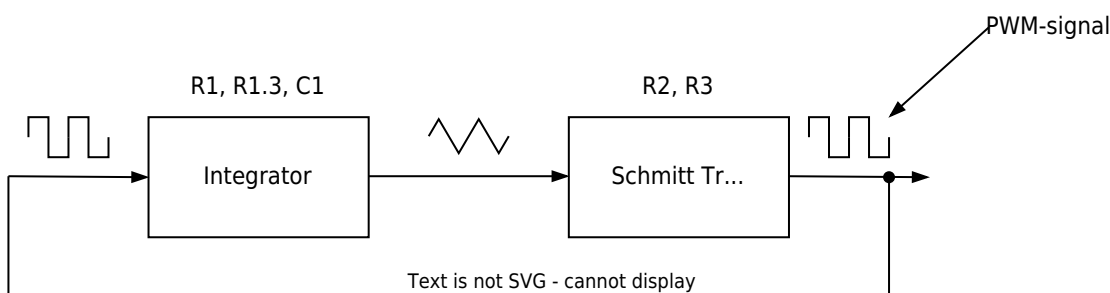 PWM-signal
R1, R1.3, C1
R2, R3
Integrator
Schmitt Tr...
Text is not SVG - cannot display